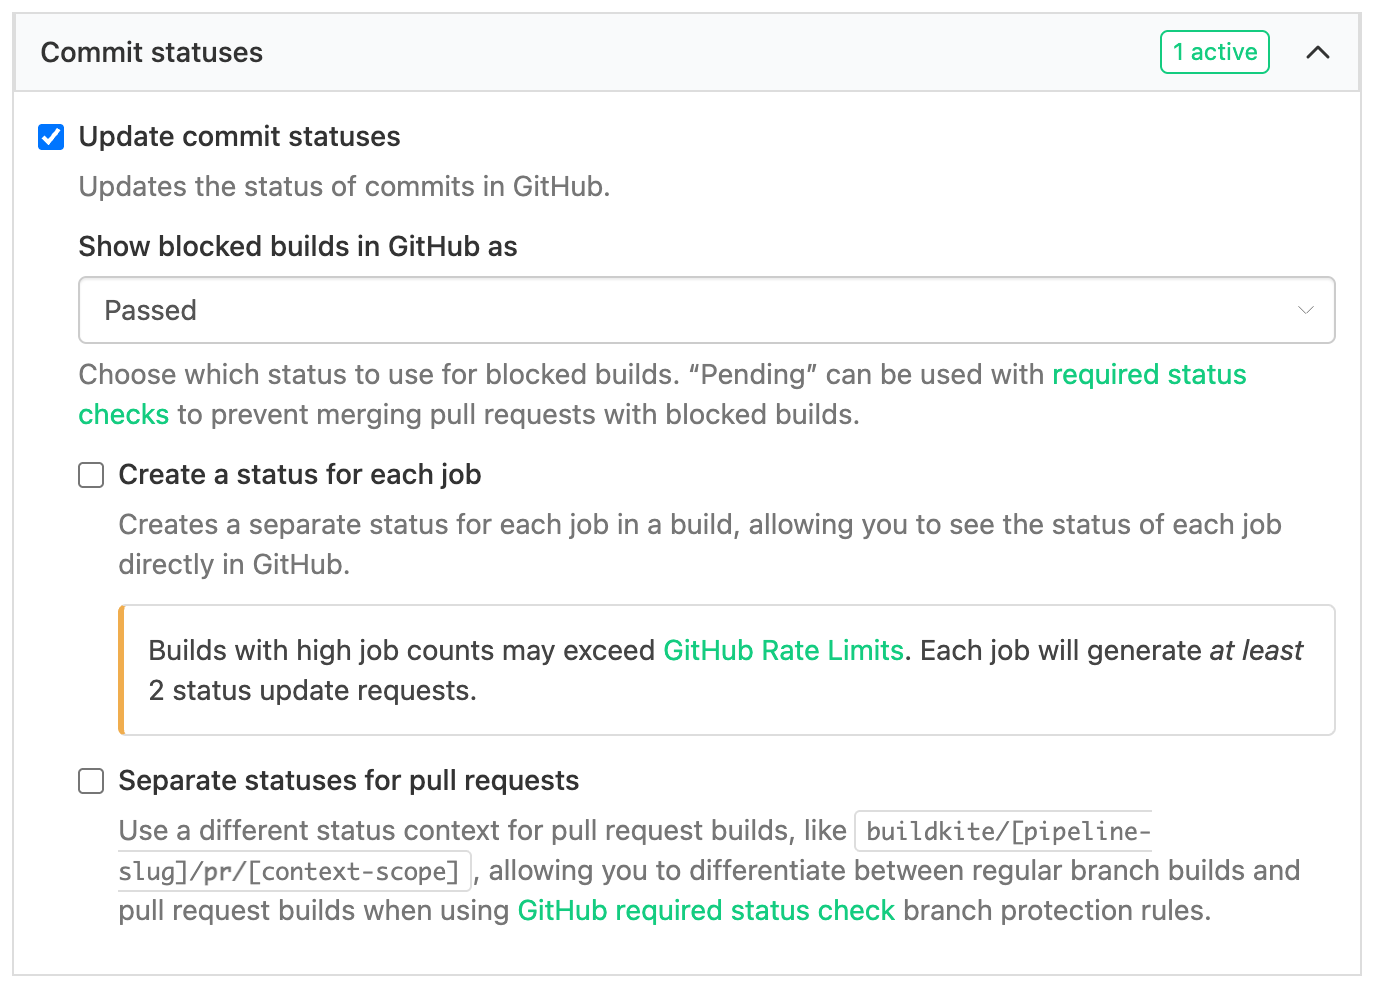 Commit statuses
1 active
Update commit statuses
Updates the status of commits in GitHub.
Show blocked builds in GitHub as
Passed
Choose which status to use for blocked builds. “Pending” can be used with required status
checks to prevent merging pull requests with blocked builds.
Create a status for each job
Creates a separate status for each job in a build, allowing you to see the status of each job
directly in GitHub.
Builds with high job counts may exceed GitHub Rate Limits. Each job will generate at least
2 status update requests.
Separate statuses for pull requests
Use a different status context for pull request builds, like buildkite/[pipeline-
slug]/pr/[context-scope], allowing you to differentiate between regular branch builds and
pull request builds when using GitHub required status check branch protection rules.